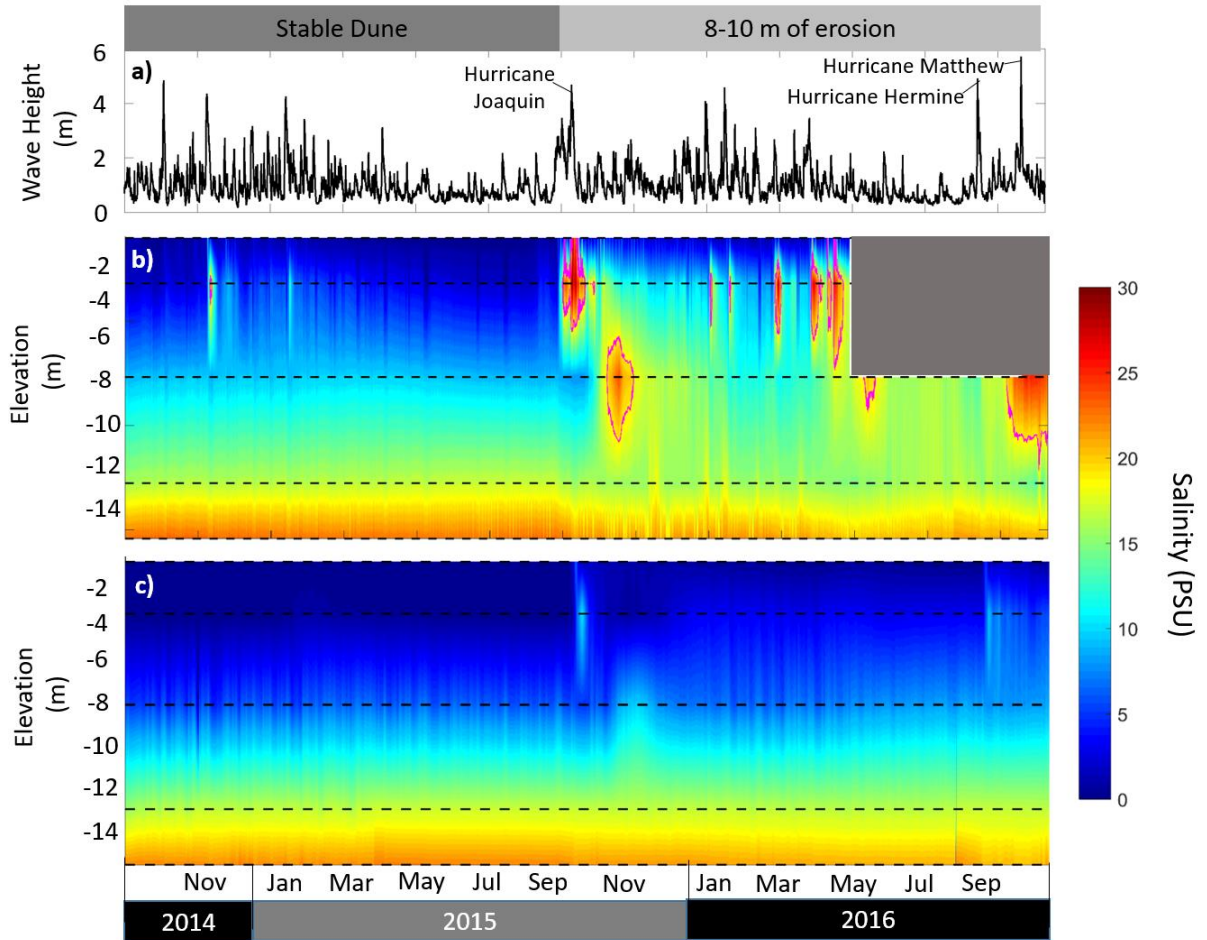 Stable Dune
8-10 m of erosion
a)
Wave Height
(m)
6
4
2
0
Hurricane
Joaquin
Hurricane Matthew
Hurricane Hermine
b)
Elevation
(m)
-2
-4
-6
-8
-10
-12
-14
c)
Elevation
(m)
-2
-4
-6
-8
-10
-12
-14
30
25
20
15
10
5
0
Salinity (PSU)
Nov Jan Mar May Jul Sep Nov Jan Mar May Jul Sep
2014 2015 2016